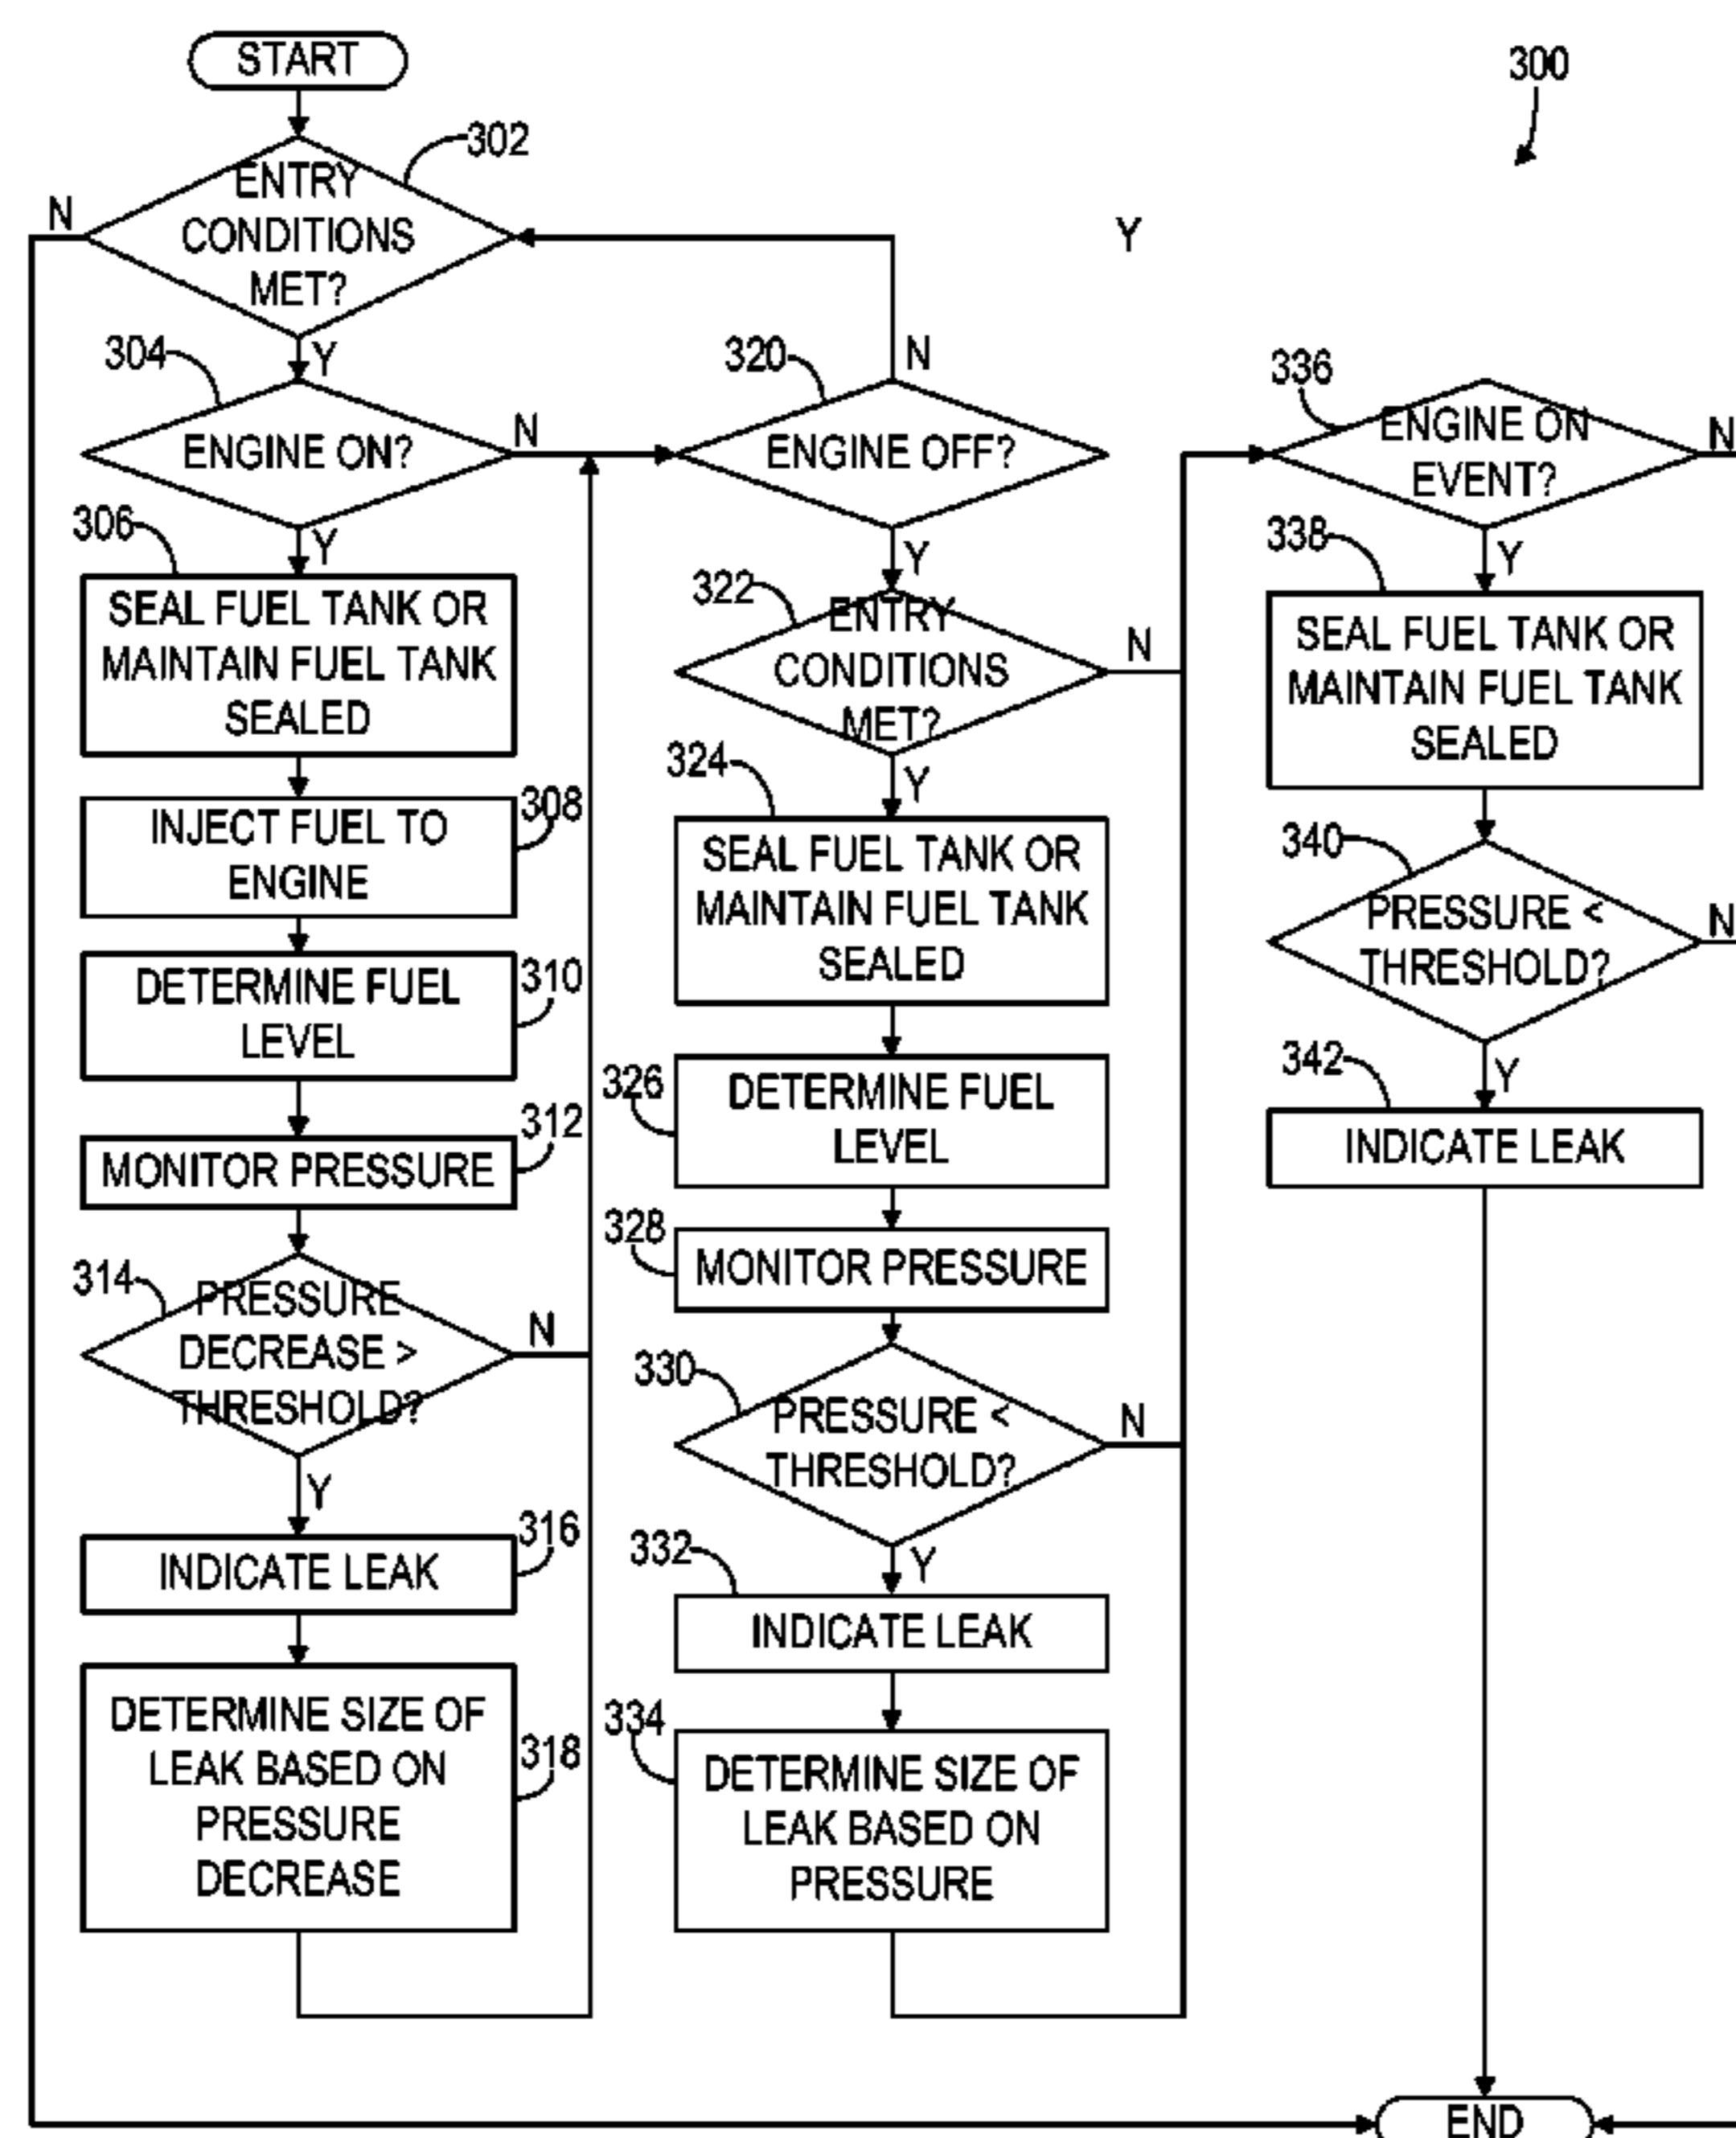 START
300
302
ENTRY
CONDITIONS
MET?
N
Y
Y
304
ENGINE ON?
N
Y
306
SEAL FUEL TANK OR
MAINTAIN FUEL TANK
SEALED
308
INJECT FUEL TO
ENGINE
310
DETERMINE FUEL
LEVEL
312
MONITOR PRESSURE
314
PRESSURE
DECREASE >
THRESHOLD?
N
Y
316
INDICATE LEAK
318
DETERMINE SIZE OF
LEAK BASED ON
PRESSURE
DECREASE
320
N
ENGINE OFF?
Y
322
ENTRY
CONDITIONS
MET?
N
Y
324
SEAL FUEL TANK OR
MAINTAIN FUEL TANK
SEALED
326
DETERMINE FUEL
LEVEL
328
MONITOR PRESSURE
330
PRESSURE <
THRESHOLD?
N
Y
332
INDICATE LEAK
334
DETERMINE SIZE OF
LEAK BASED ON
PRESSURE
336
ENGINE ON
EVENT?
N
Y
338
SEAL FUEL TANK OR
MAINTAIN FUEL TANK
SEALED
340
PRESSURE <
THRESHOLD?
N
Y
342
INDICATE LEAK
END